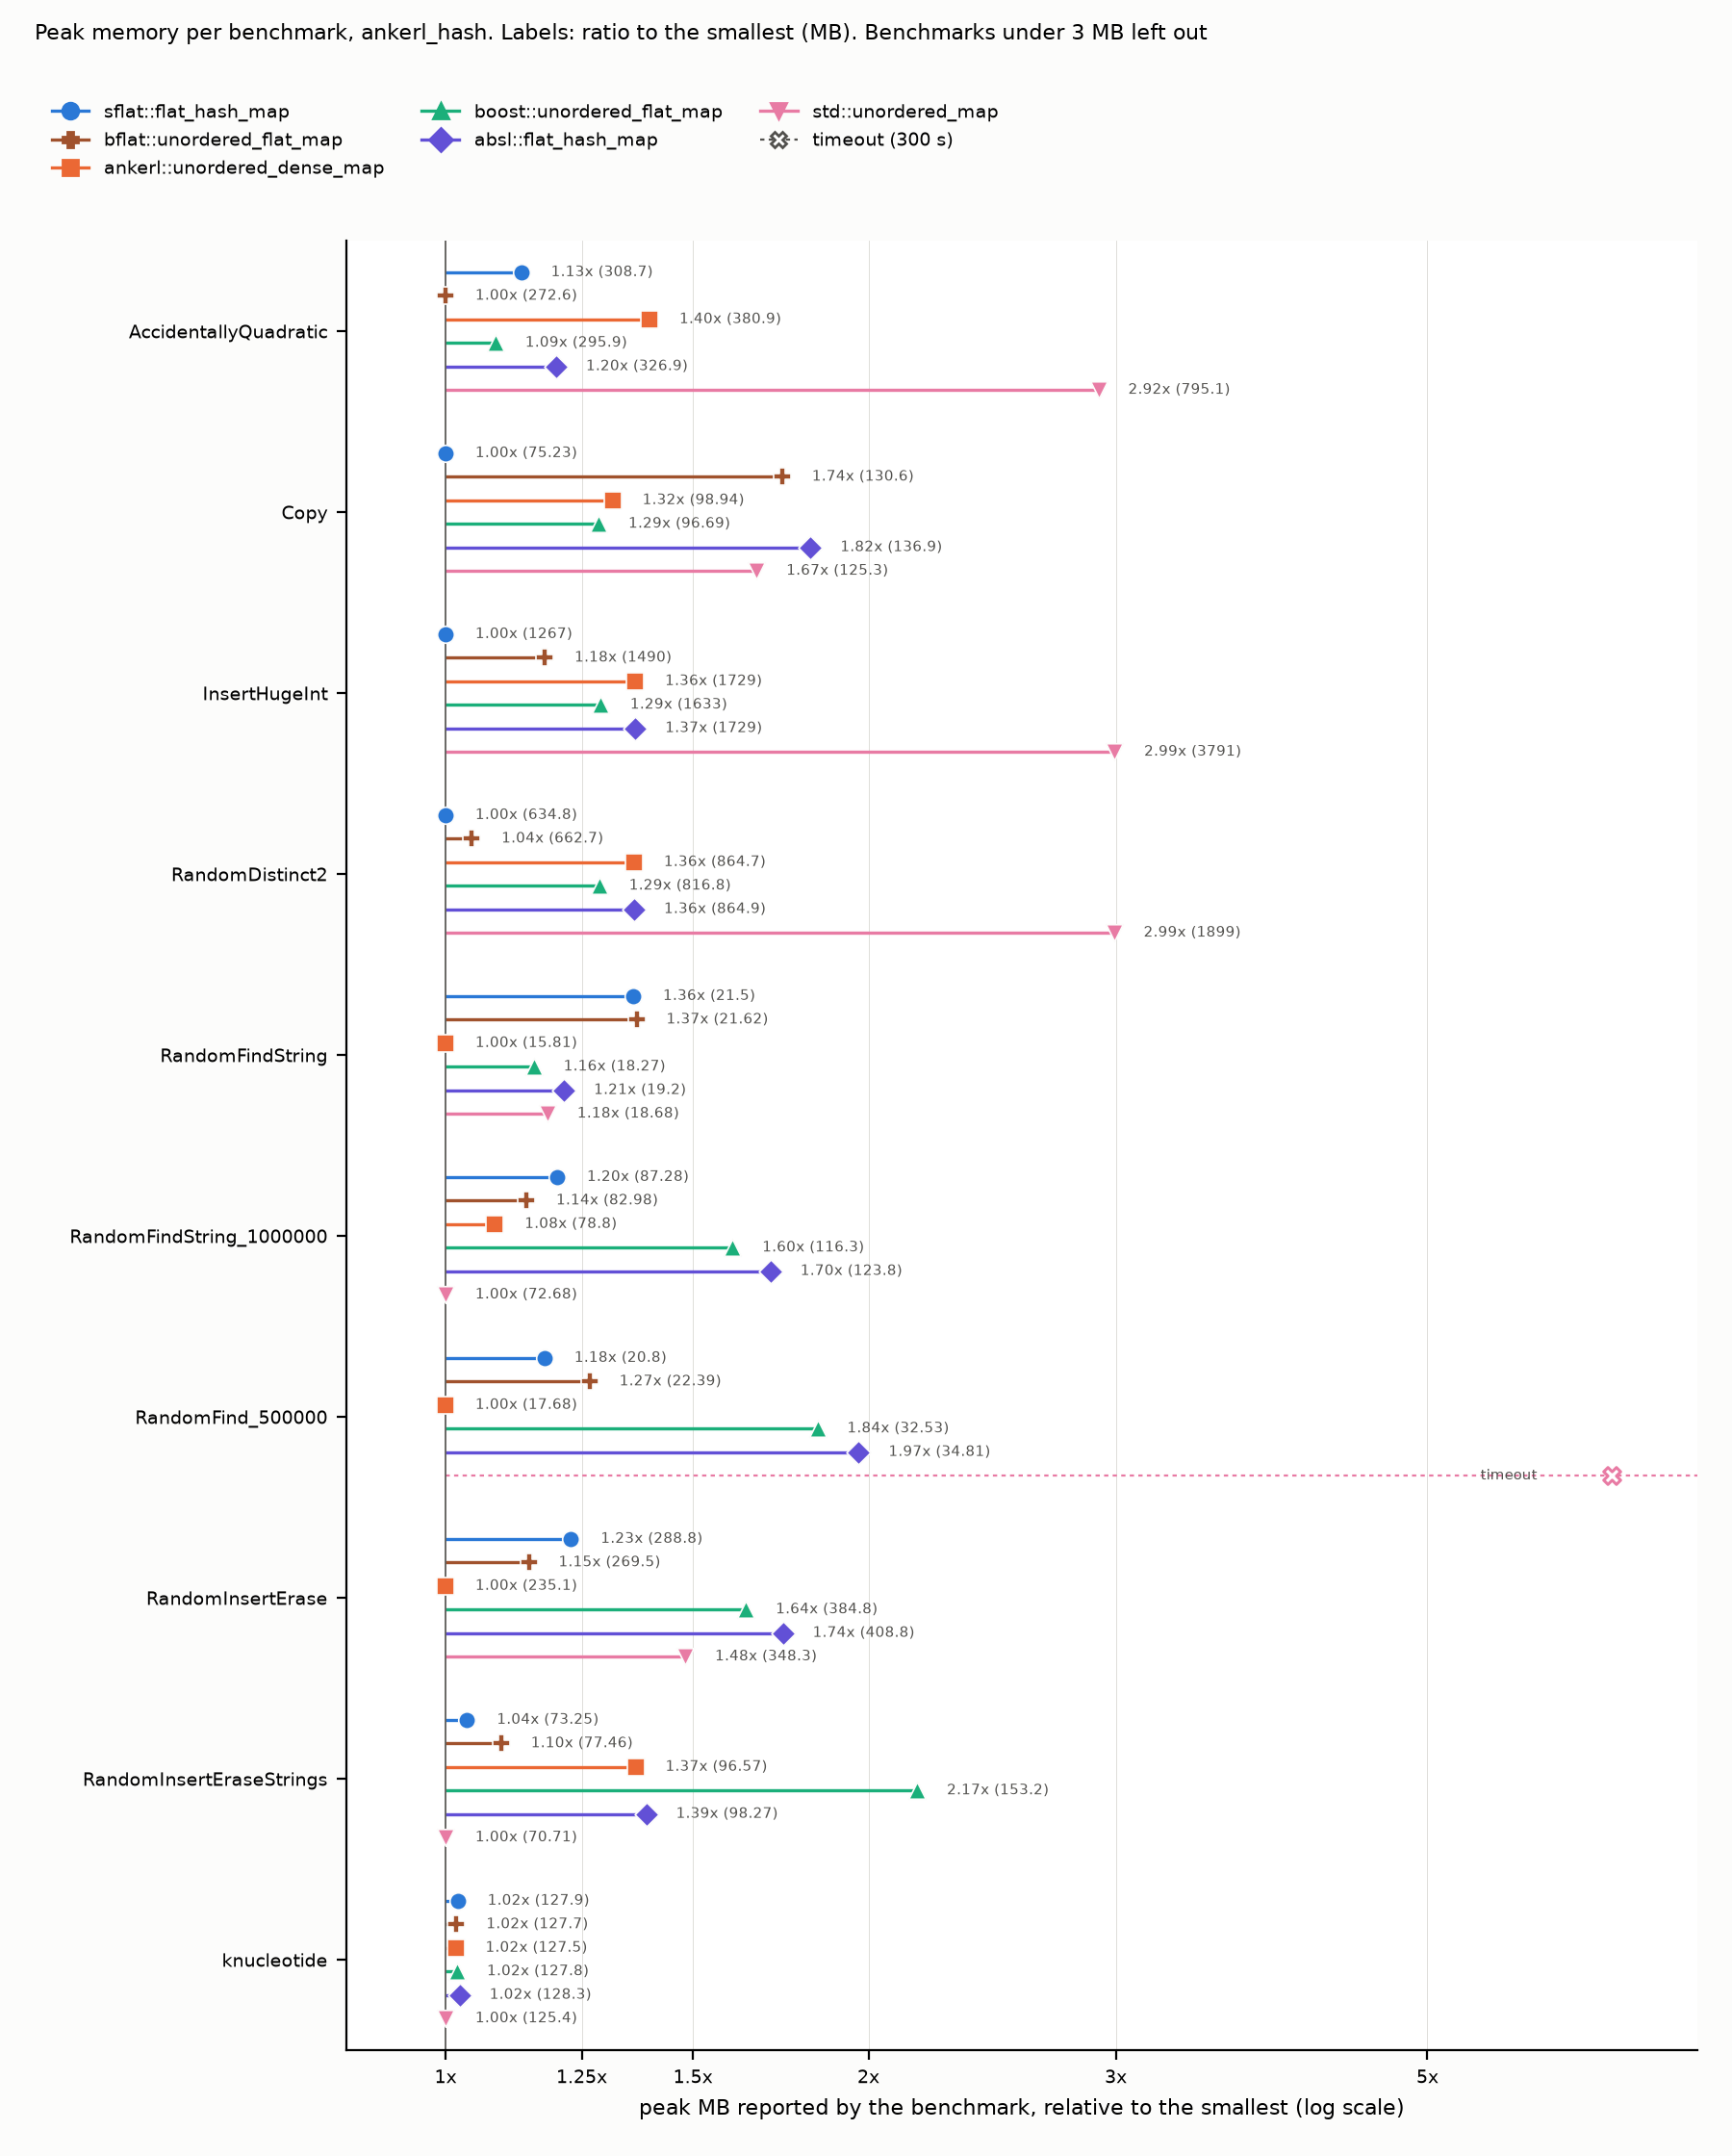 Peak memory per benchmark, ankerl_hash. Labels: ratio to the smallest (MB). Benchmarks under 3 MB left out
sflat::flat_hash_map
bflat::unordered_flat_map
ankerl::unordered_dense_map
boost::unordered_flat_map
absl::flat_hash_map
std::unordered_map
timeout (300 s)
AccidentallyQuadratic
1.13x (308.7)
1.00x (272.6)
1.40x (380.9)
1.09x (295.9)
1.20x (326.9)
2.92x (795.1)
Copy
1.00x (75.23)
1.74x (130.6)
1.32x (98.94)
1.29x (96.69)
1.82x (136.9)
1.67x (125.3)
InsertHugeInt
1.00x (1267)
1.18x (1490)
1.36x (1729)
1.29x (1633)
1.37x (1729)
2.99x (3791)
RandomDistinct2
1.00x (634.8)
1.04x (662.7)
1.36x (864.7)
1.29x (816.8)
1.36x (864.9)
2.99x (1899)
RandomFindString
1.36x (21.5)
1.37x (21.62)
1.00x (15.81)
1.16x (18.27)
1.21x (19.2)
1.18x (18.68)
RandomFindString_1000000
1.20x (87.28)
1.14x (82.98)
1.08x (78.8)
1.60x (116.3)
1.70x (123.8)
1.00x (72.68)
RandomFind_500000
1.18x (20.8)
1.27x (22.39)
1.00x (17.68)
1.84x (32.53)
1.97x (34.81)
timeout
RandomInsertErase
1.23x (288.8)
1.15x (269.5)
1.00x (235.1)
1.64x (384.8)
1.74x (408.8)
1.48x (348.3)
RandomInsertEraseStrings
1.04x (73.25)
1.10x (77.46)
1.37x (96.57)
2.17x (153.2)
1.39x (98.27)
1.00x (70.71)
knucleotide
1.02x (127.9)
1.02x (127.7)
1.02x (127.5)
1.02x (127.8)
1.02x (128.3)
1.00x (125.4)
1x 1.25x 1.5x 2x 3x 5x
peak MB reported by the benchmark, relative to the smallest (log scale)